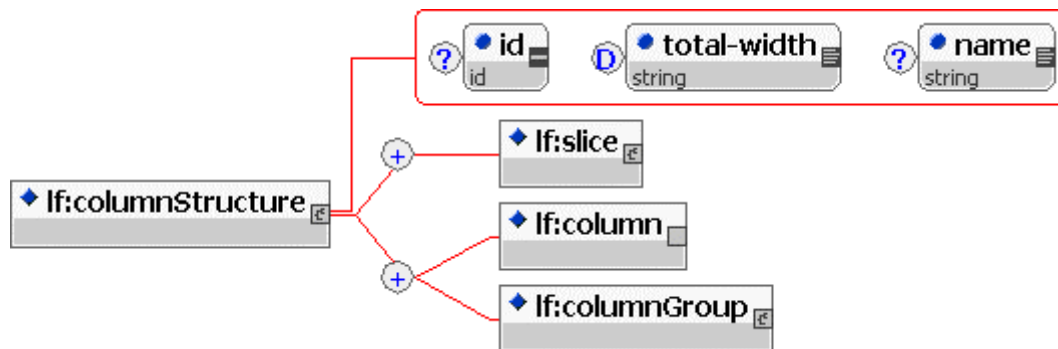 ? id D total-width ? name
id string string
+ lf:slice
lf:columnStructure
lf:column
+
lf:columnGroup